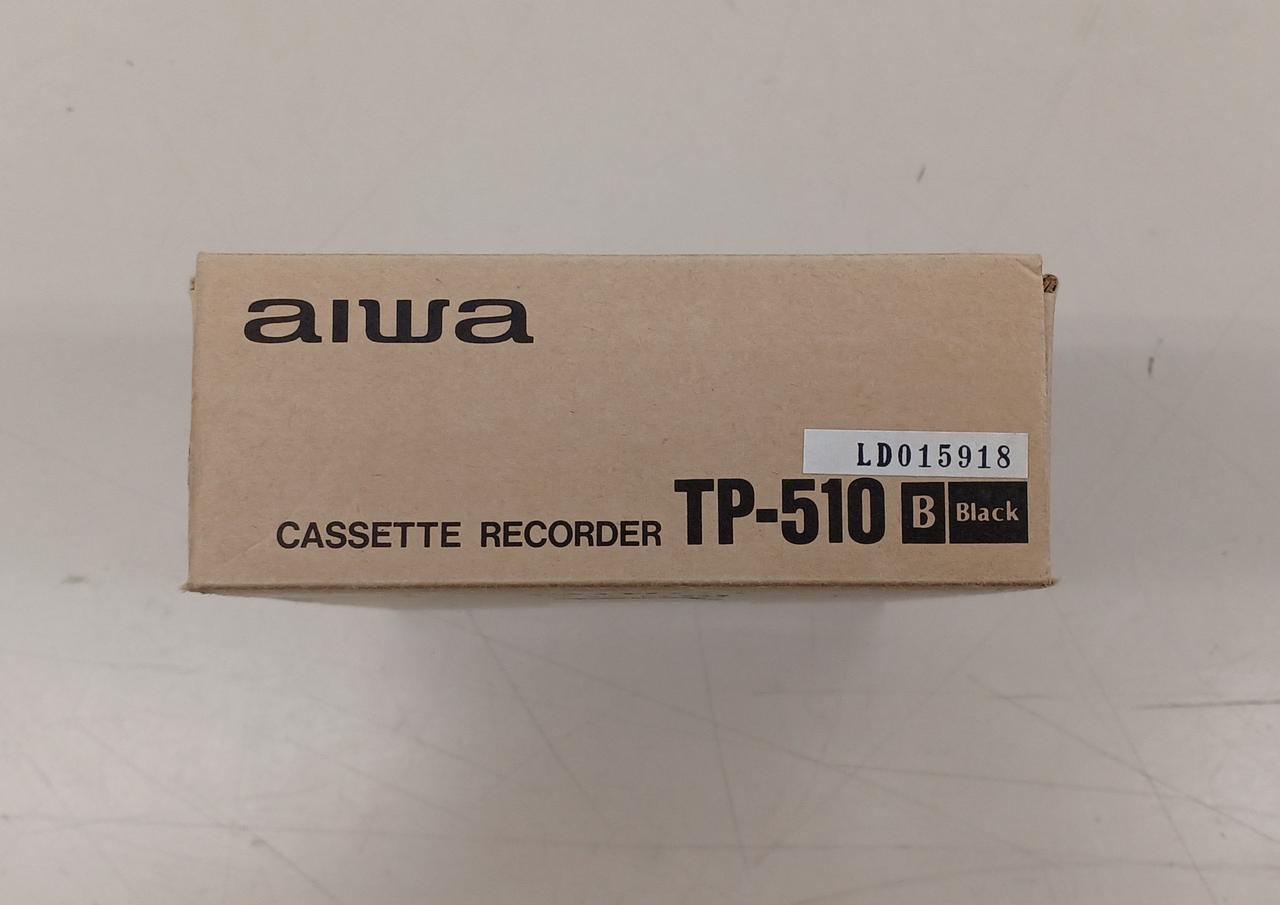 aiwa
LD015918
CASSETTE RECORDER TP-510 B Black